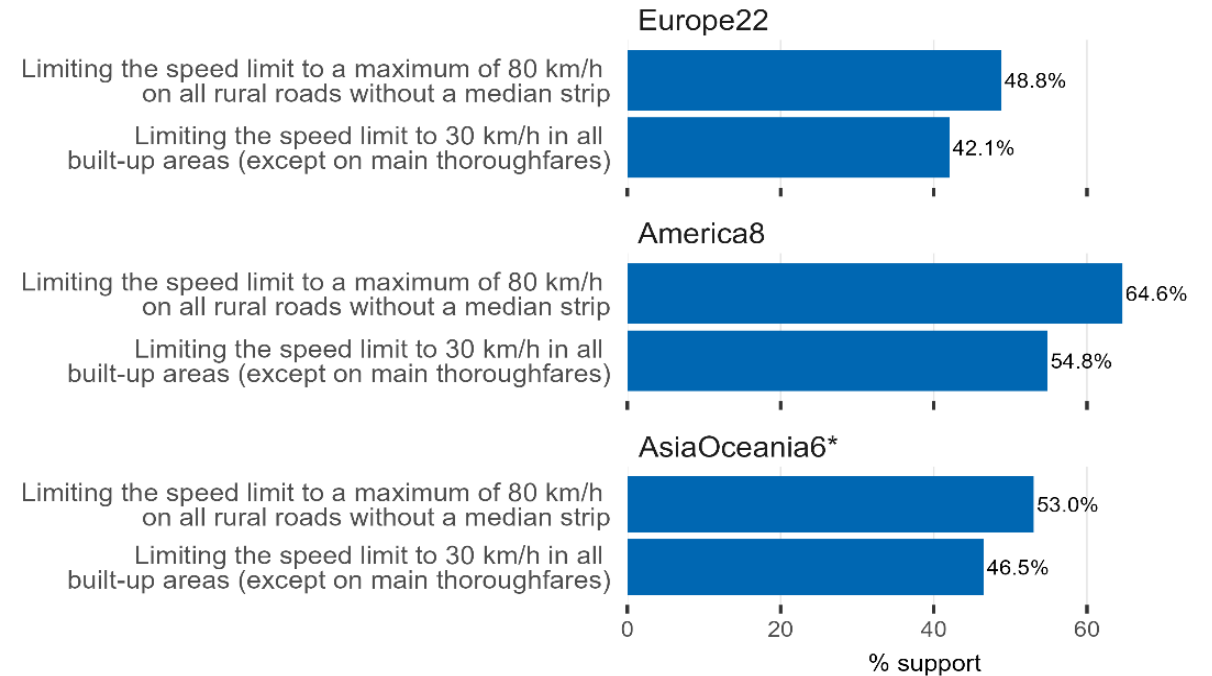 Europe22
Limiting the speed limit to a maximum of 80 km/h
on all rural roads without a median strip
48.8%
Limiting the speed limit to 30 km/h in all
built-up areas (except on main thoroughfares)
42.1%
America8
Limiting the speed limit to a maximum of 80 km/h
on all rural roads without a median strip
64.6%
Limiting the speed limit to 30 km/h in all
built-up areas (except on main thoroughfares)
54.8%
AsiaOceania6*
Limiting the speed limit to a maximum of 80 km/h
on all rural roads without a median strip
53.0%
Limiting the speed limit to 30 km/h in all
built-up areas (except on main thoroughfares)
46.5%
0 20 40 60
% support